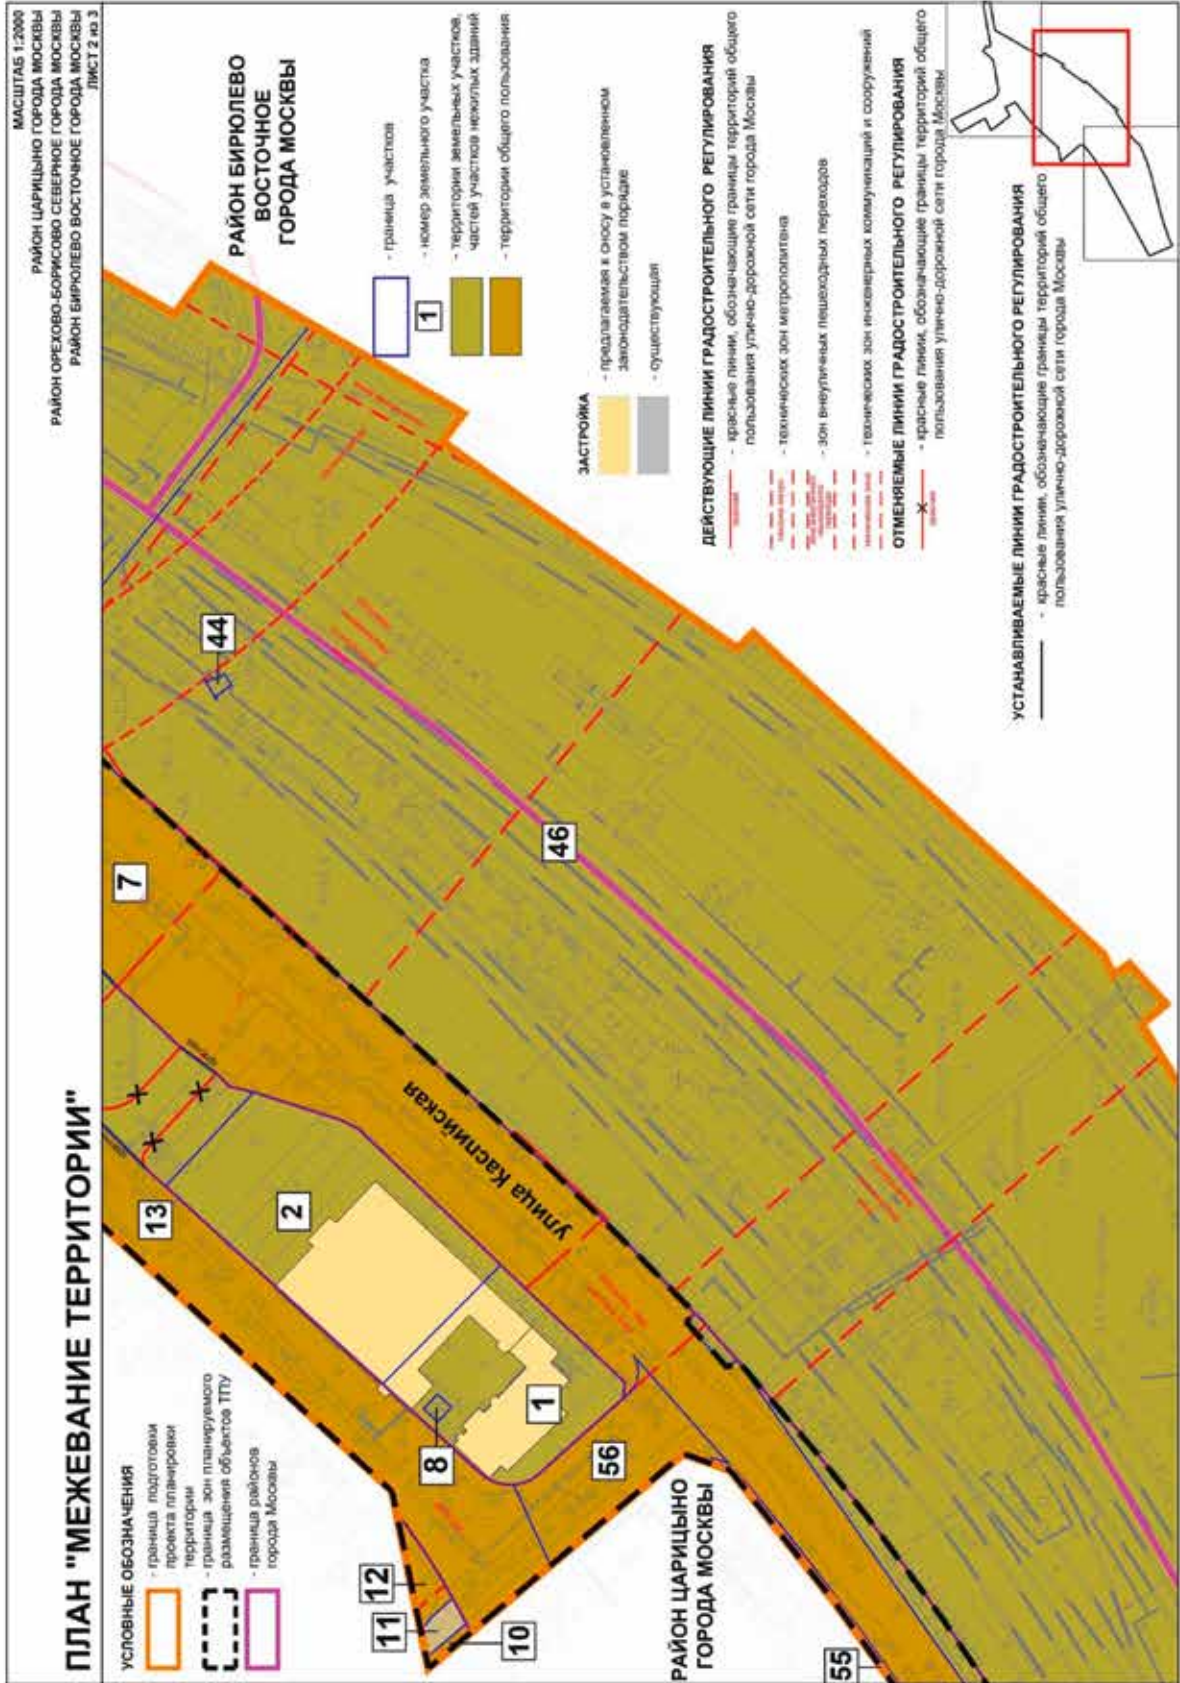 МАСШТАБ 1:2000
РАЙОН ЦАРИЦЫНО ГОРОДА МОСКВЫ
РАЙОН ОРЕХОВО-БОРИСОВО СЕВЕРНОЕ ГОРОДА МОСКВЫ
РАЙОН БИРЮЛЕВО ВОСТОЧНОЕ ГОРОДА МОСКВЫ
ЛИСТ 2 из 3
ПЛАН "МЕЖЕВАНИЕ ТЕРРИТОРИИ"
УСЛОВНЫЕ ОБОЗНАЧЕНИЯ
- граница подготовки
проекта планировки
территории
- граница зон планируемого
размещения объектов ТПУ
- граница районов
города Москвы
РАЙОН БИРЮЛЕВО
ВОСТОЧНОЕ
ГОРОДА МОСКВЫ
- граница участков
1
- номер земельного участка
- территории земельных участков,
частей участков нежилых зданий
- территории общего пользования
ЗАСТРОЙКА
- предлагаемая к сносу в установленном
законодательством порядке
- существующая
ДЕЙСТВУЮЩИЕ ЛИНИИ ГРАДОСТРОИТЕЛЬНОГО РЕГУЛИРОВАНИЯ
- красные линии, обозначающие границы территорий общего
пользования улично-дорожной сети города Москвы
- технических зон метрополитена
- зон внеуличных пешеходных переходов
- технических зон инженерных коммуникаций и сооружений
ОТМЕНЯЕМЫЕ ЛИНИИ ГРАДОСТРОИТЕЛЬНОГО РЕГУЛИРОВАНИЯ
- красные линии, обозначающие границы территорий общего
пользования улично-дорожной сети города Москвы
УСТАНАВЛИВАЕМЫЕ ЛИНИИ ГРАДОСТРОИТЕЛЬНОГО РЕГУЛИРОВАНИЯ
- красные линии, обозначающие границы территорий общего
пользования улично-дорожной сети города Москвы
13
7
44
2
улица Каспийская
46
8
1
56
12
11
10
РАЙОН ЦАРИЦЫНО
ГОРОДА МОСКВЫ
55